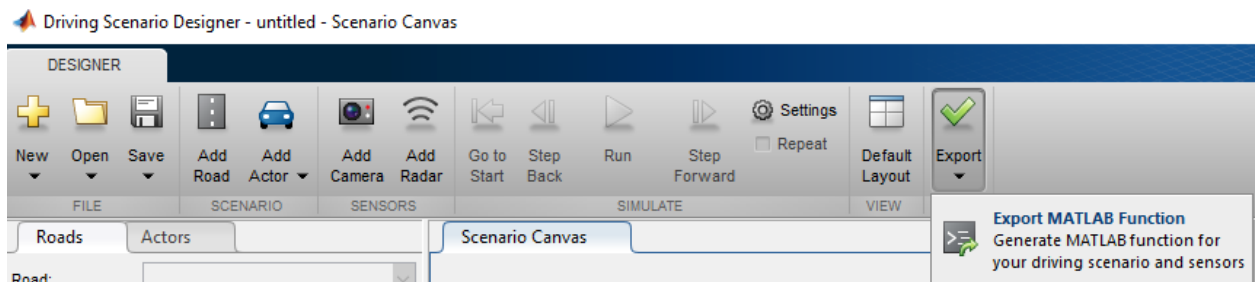 Driving Scenario Designer - untitled - Scenario Canvas
DESIGNER
New Open Save Add Add Add Add Go to Step Run Step Settings Repeat Default Export
Road Actor Camera Radar Start Back Forward Layout
FILE SCENARIO SENSORS SIMULATE VIEW
Export MATLAB Function
Roads Actors Scenario Canvas Generate MATLAB function for
your driving scenario and sensors
Road: